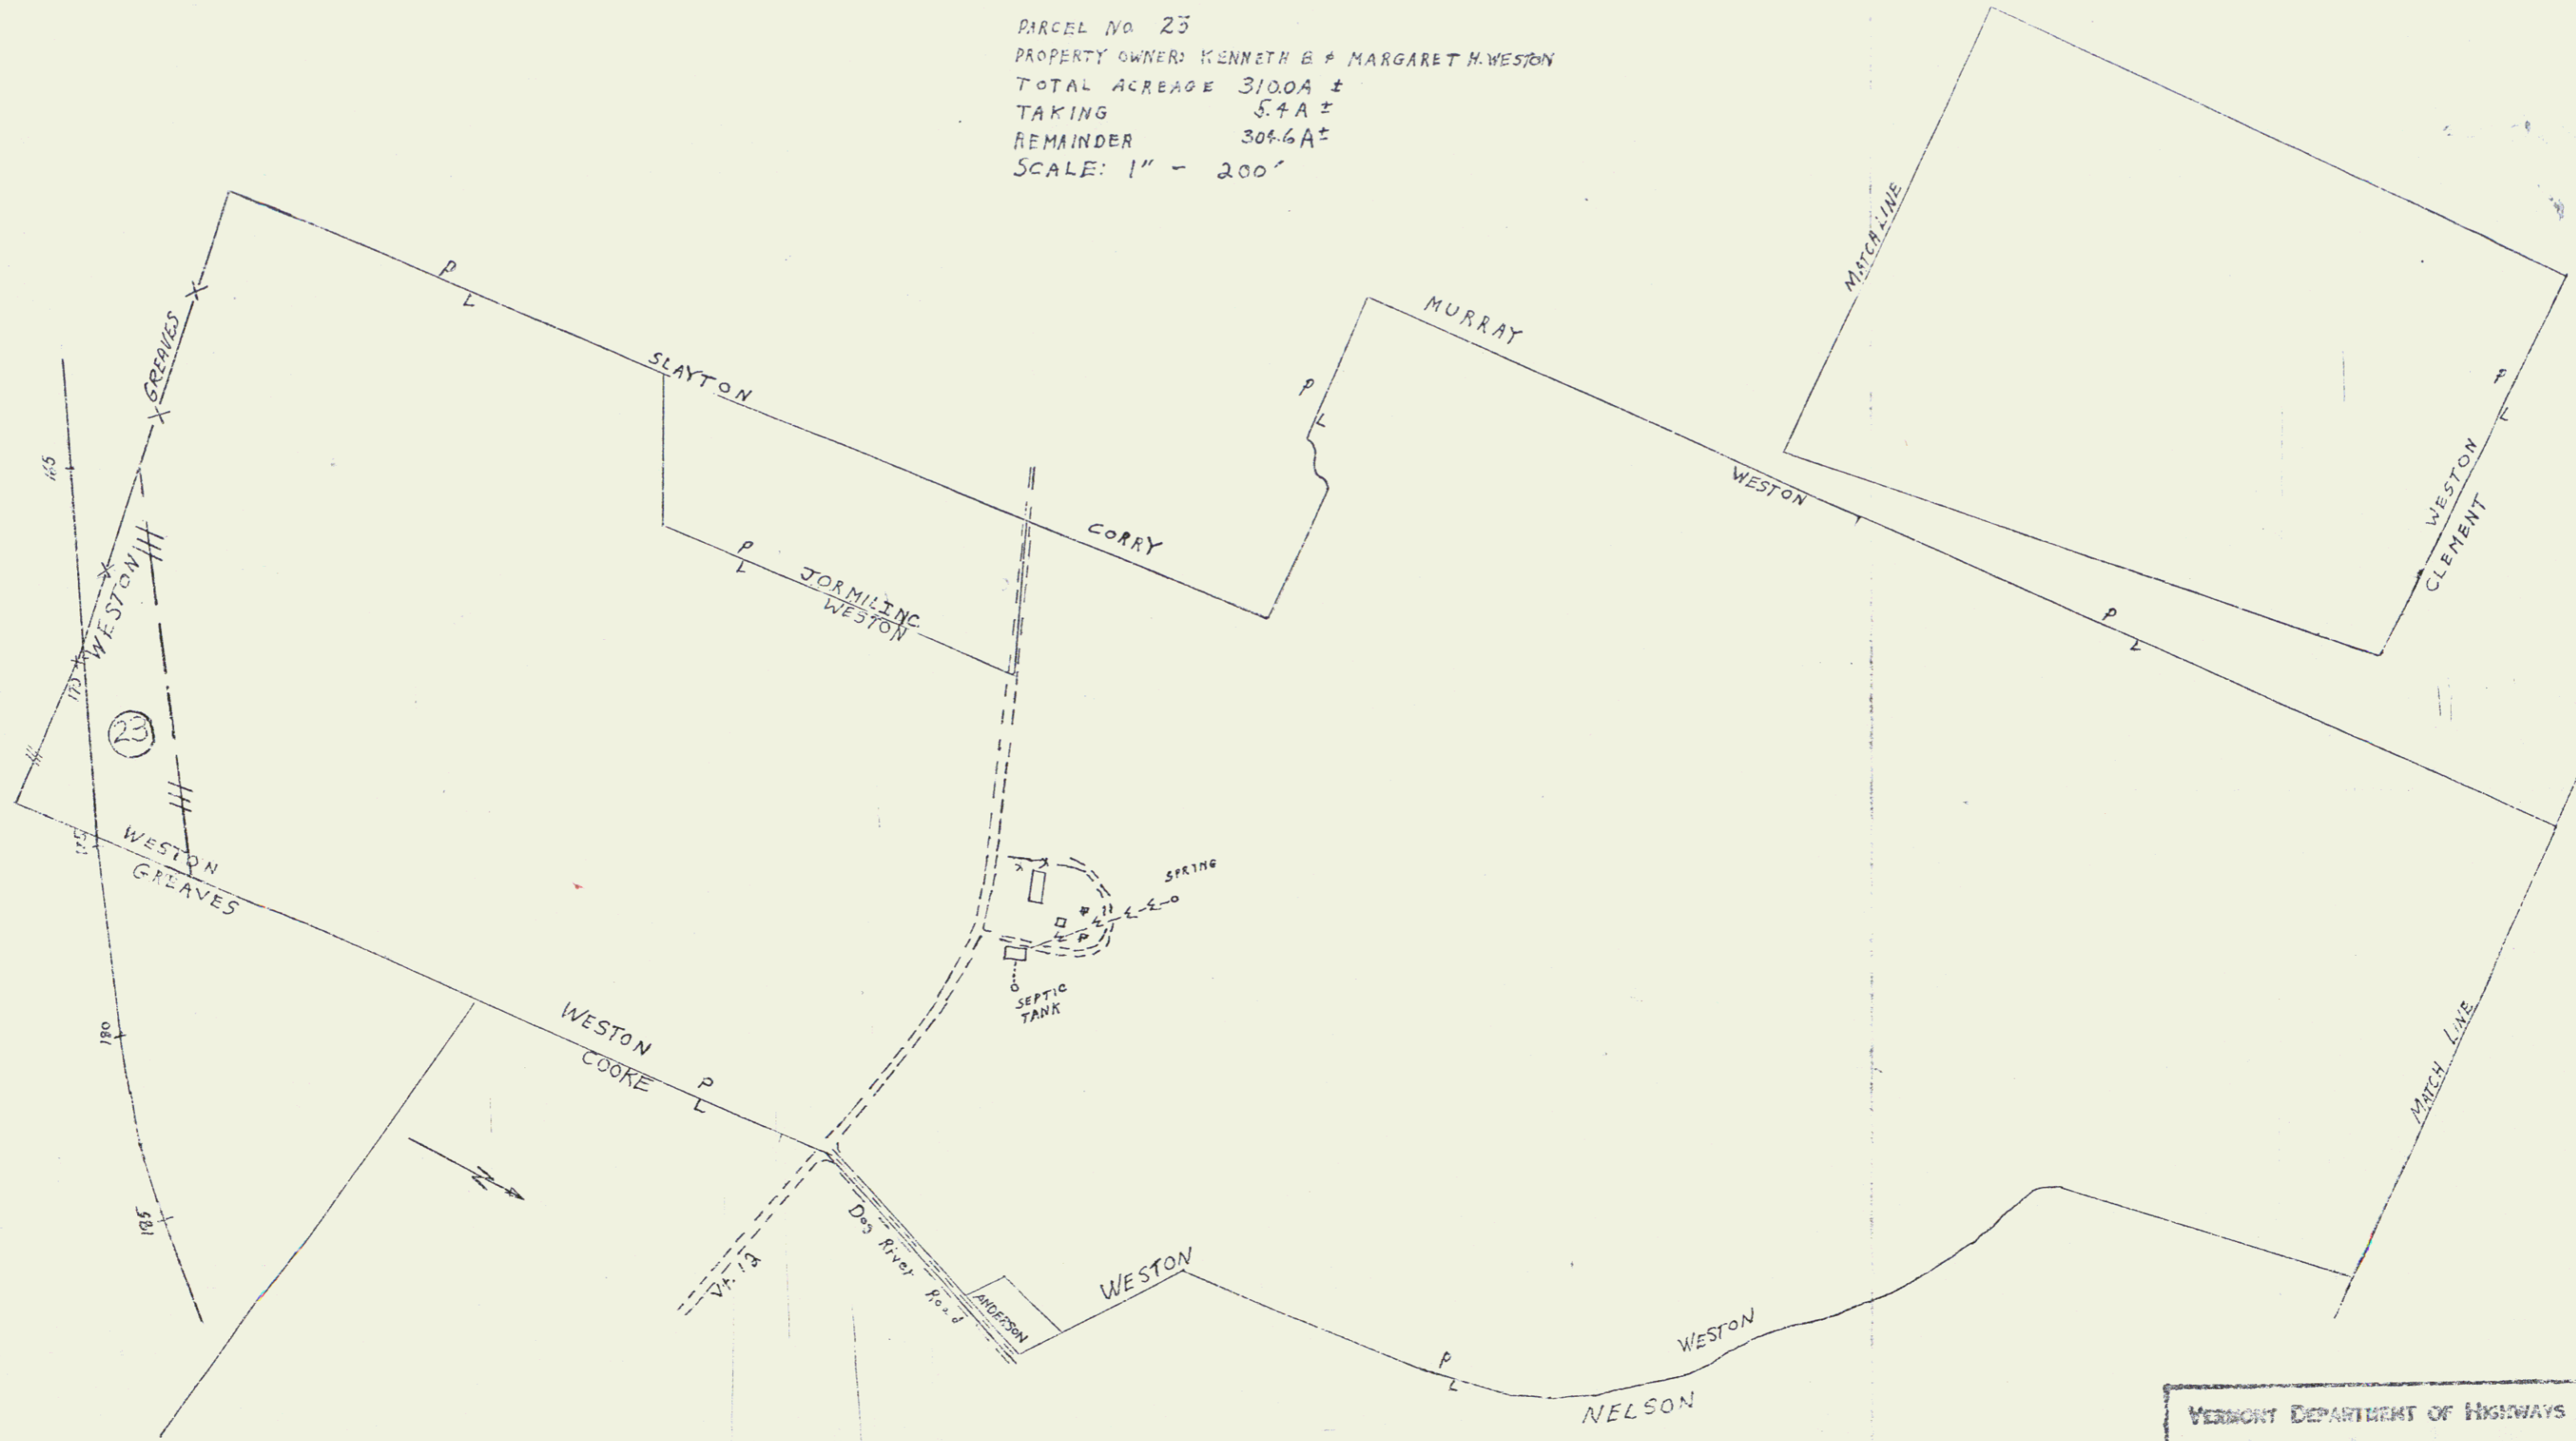 PARCEL NO. 23
PROPERTY OWNER: KENNETH B & MARGARET H. WESTON
TOTAL ACREAGE 310.0A ±
TAKING 5.4A ±
REMAINDER 304.6A ±
SCALE: 1" - 200'
MATCH LINE
P
L
GREAVES
SLAYTON
MURRAY
P
L
WESTON
P
L
WESTON
CLEMENT
165
CORRY
P
L
JORMILINC.
WESTON
P
L
WESTON
170
23
175
WESTON
GREAVES
SPRING
P
SEPTIC
TANK
180
WESTON
COOKE
P
L
N
MATCH LINE
185
Dog River Road
Vt. 12
ANDERSON
WESTON
WESTON
P
L
NELSON
VERMONT DEPARTMENT OF HIGHWAYS